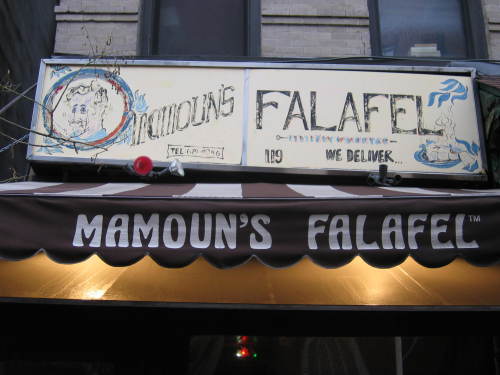 MAMOUN'S FALAFEL
119 WE DELIVER...
MAMOUN'S FALAFEL™